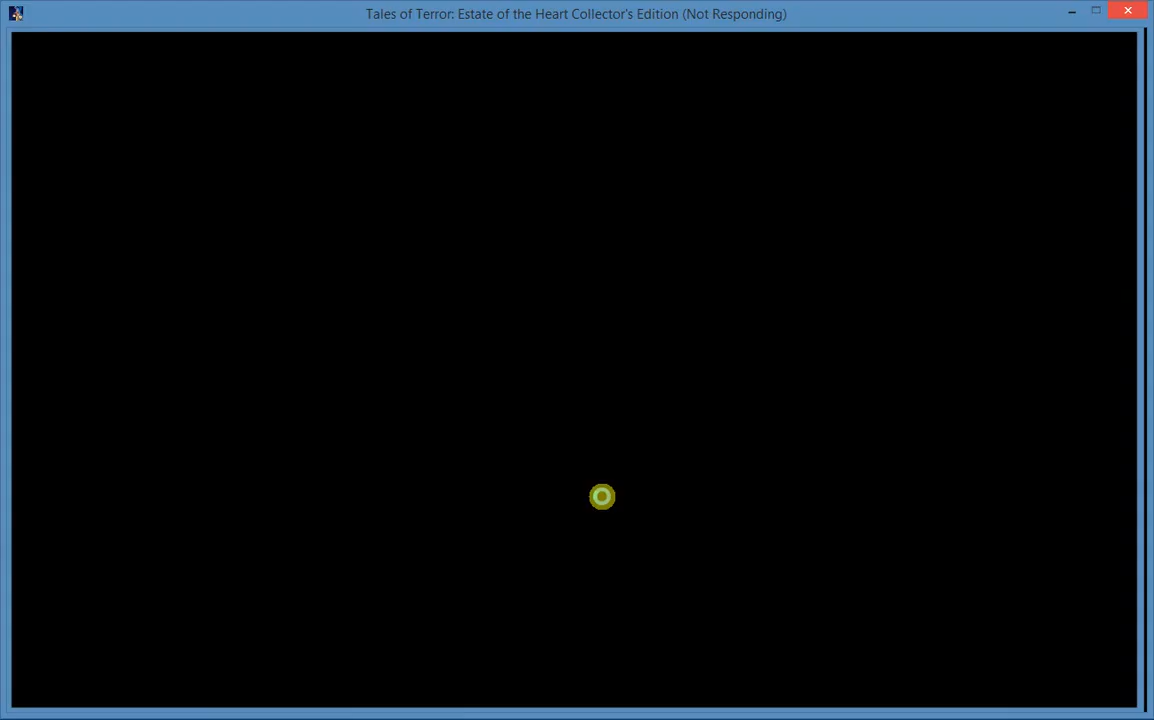 Tales of Terror: Estate of the Heart Collector's Edition (Not Responding)